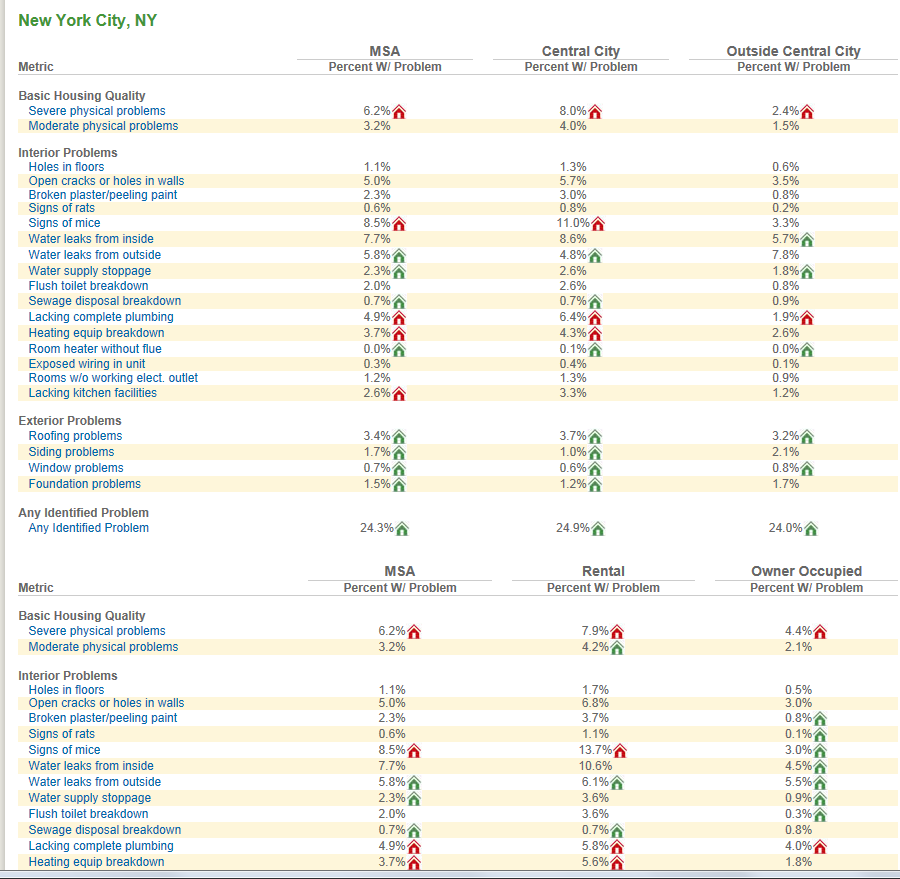 New York City, NY
MSA Central City Outside Central City
Metric Percent W/ Problem Percent W/ Problem Percent W/ Problem
Basic Housing Quality
Severe physical problems 6.2% 8.0% 2.4%
Moderate physical problems 3.2% 4.0% 1.5%
Interior Problems
Holes in floors 1.1% 1.3% 0.6%
Open cracks or holes in walls 5.0% 5.7% 3.5%
Broken plaster/peeling paint 2.3% 3.0% 0.8%
Signs of rats 0.6% 0.8% 0.2%
Signs of mice 8.5% 11.0% 3.3%
Water leaks from inside 7.7% 8.6% 5.7%
Water leaks from outside 5.8% 4.8% 7.8%
Water supply stoppage 2.3% 2.6% 1.8%
Flush toilet breakdown 2.0% 2.6% 0.8%
Sewage disposal breakdown 0.7% 0.7% 0.9%
Lacking complete plumbing 4.9% 6.4% 1.9%
Heating equip breakdown 3.7% 4.3% 2.6%
Room heater without flue 0.0% 0.1% 0.0%
Exposed wiring in unit 0.3% 0.4% 0.1%
Rooms w/o working elect. outlet 1.2% 1.3% 0.9%
Lacking kitchen facilities 2.6% 3.3% 1.2%
Exterior Problems
Roofing problems 3.4% 3.7% 3.2%
Siding problems 1.7% 1.0% 2.1%
Window problems 0.7% 0.6% 0.8%
Foundation problems 1.5% 1.2% 1.7%
Any Identified Problem
Any Identified Problem 24.3% 24.9% 24.0%
MSA Rental Owner Occupied
Metric Percent W/ Problem Percent W/ Problem Percent W/ Problem
Basic Housing Quality
Severe physical problems 6.2% 7.9% 4.4%
Moderate physical problems 3.2% 4.2% 2.1%
Interior Problems
Holes in floors 1.1% 1.7% 0.5%
Open cracks or holes in walls 5.0% 6.8% 3.0%
Broken plaster/peeling paint 2.3% 3.7% 0.8%
Signs of rats 0.6% 1.1% 0.1%
Signs of mice 8.5% 13.7% 3.0%
Water leaks from inside 7.7% 10.6% 4.5%
Water leaks from outside 5.8% 6.1% 5.5%
Water supply stoppage 2.3% 3.6% 0.9%
Flush toilet breakdown 2.0% 3.6% 0.3%
Sewage disposal breakdown 0.7% 0.7% 0.8%
Lacking complete plumbing 4.9% 5.8% 4.0%
Heating equip breakdown 3.7% 5.6% 1.8%